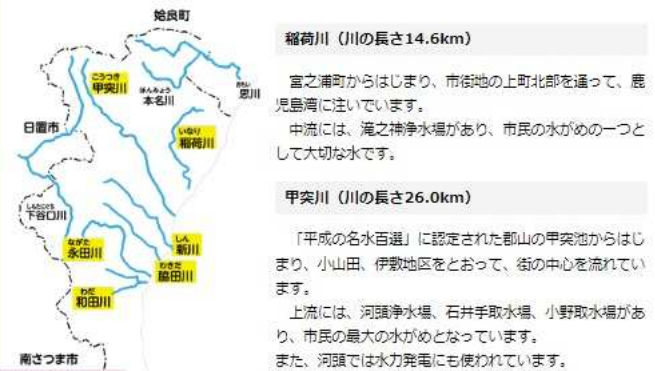 姶良町
こうつき
甲突川
ほんみょう
本名川
おもい
思川
日置市
いなり
稲荷川
しもたにぐち
下谷口川
ながた
永田川
しん
新川
わきだ
脇田川
わだ
和田川
南さつま市
稲荷川（川の長さ14.6km）
宮之浦町からはじまり、市街地の上町北部を通って、鹿
児島湾に注いでいます。
中流には、滝之神浄水場があり、市民の水がめの一つと
して大切な水です。
甲突川（川の長さ26.0km）
「平成の名水百選」に認定された郡山の甲突池からはじ
まり、小山田、伊敷地区をとおって、街の中心を流れてい
ます。
上流には、河頭浄水場、石井手取水場、小野取水場があ
り、市民の最大の水がめとなっています。
また、河頭では水力発電にも使われています。